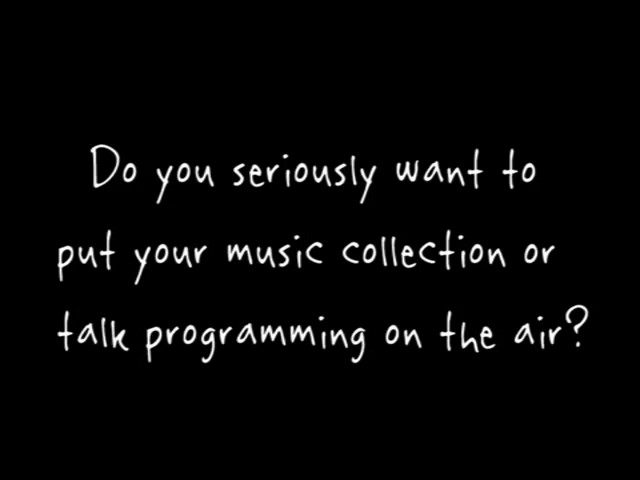 Do you seriously want to
put your music collection or
talk programming on the air?